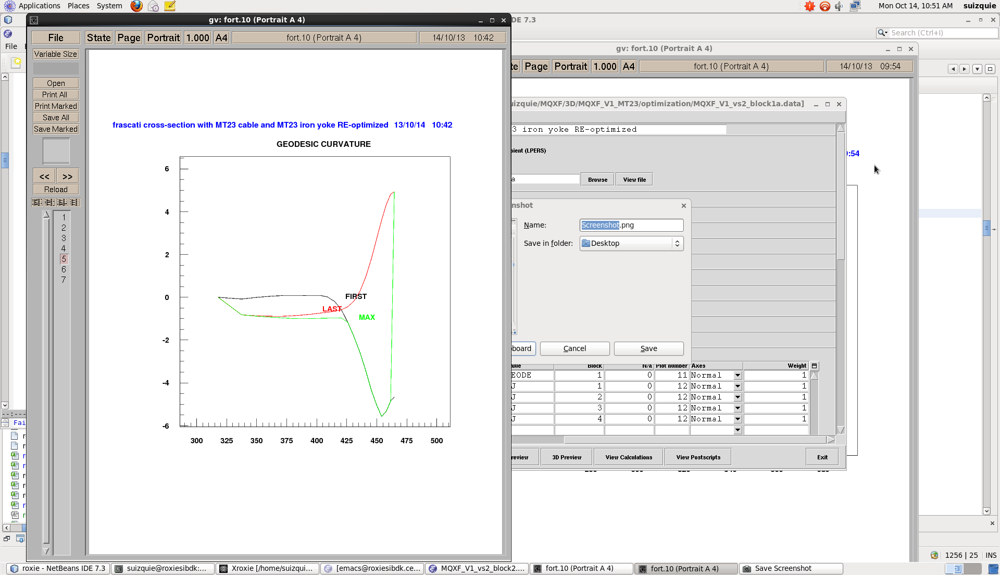 Applications Places System
Mon Oct 14, 10:51 AM suizquie
gv: fort.10 (Portrait A 4)
DE 7.3
Search (Ctrl+I)
File
File State Page Portrait 1.000 A4 fort.10 (Portrait A 4) 14/10/13 10:42
gv: fort.10 (Portrait A 4)
te Page Portrait 1.000 A4 fort.10 (Portrait A 4) 14/10/13 09:54
Variable Size
Open
Print All
Print Marked
Save All
Save Marked
<< >>
Reload
1
2
3
4
5
6
7
frascati cross-section with MT23 cable and MT23 iron yoke RE-optimized 13/10/14 10:42
GEODESIC CURVATURE
6
4
2
0
-2
-4
-6
FIRST
LAST
MAX
300 325 350 375 400 425 450 475 500
uizquie/MQXF/3D/MQXF_V1_MT23/optimization/MQXF_V1_vs2_block1a.data]
3 iron yoke RE-optimized
sient (LPERS)
:54
a Browse View file
nshot
Name: Screenshot.png
Save in folder: Desktop
board Cancel Save
alue Block N/a Plot number Axes Weight
EODE 1 0 11 Normal 1
J 1 0 12 Normal 1
J 2 0 12 Normal 1
J 3 0 12 Normal 1
J 4 0 12 Normal 1
review 3D Preview View Calculations View Postscripts Exit
--:---
Fai
r
r
r
r
r
r
r
r
r
1256 | 25 INS
roxie - NetBeans IDE 7.3 suizquie@roxiesibdk:... Xroxie [/home/suizqui... [emacs@roxiesibdk.ce... MQXF_V1_vs2_block2.... fort.10 (Portrait A 4) fort.10 (Portrait A 4) Save Screenshot